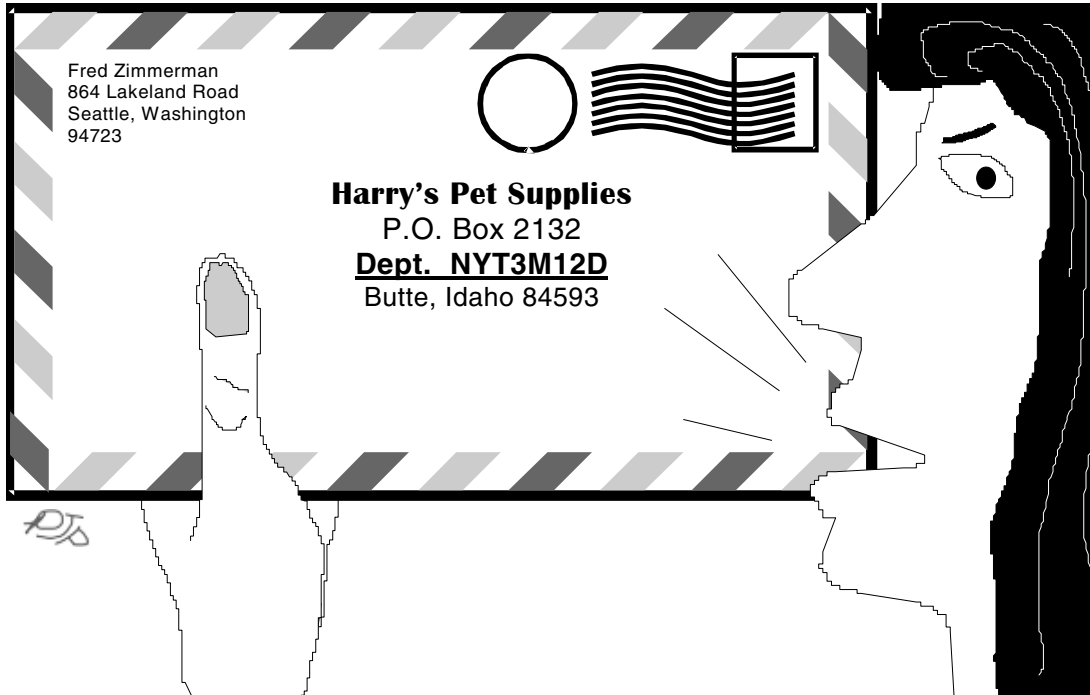 Fred Zimmerman
864 Lakeland Road
Seattle, Washington
94723
Harry's Pet Supplies
P.O. Box 2132
Dept. NYT3M12D
Butte, Idaho 84593